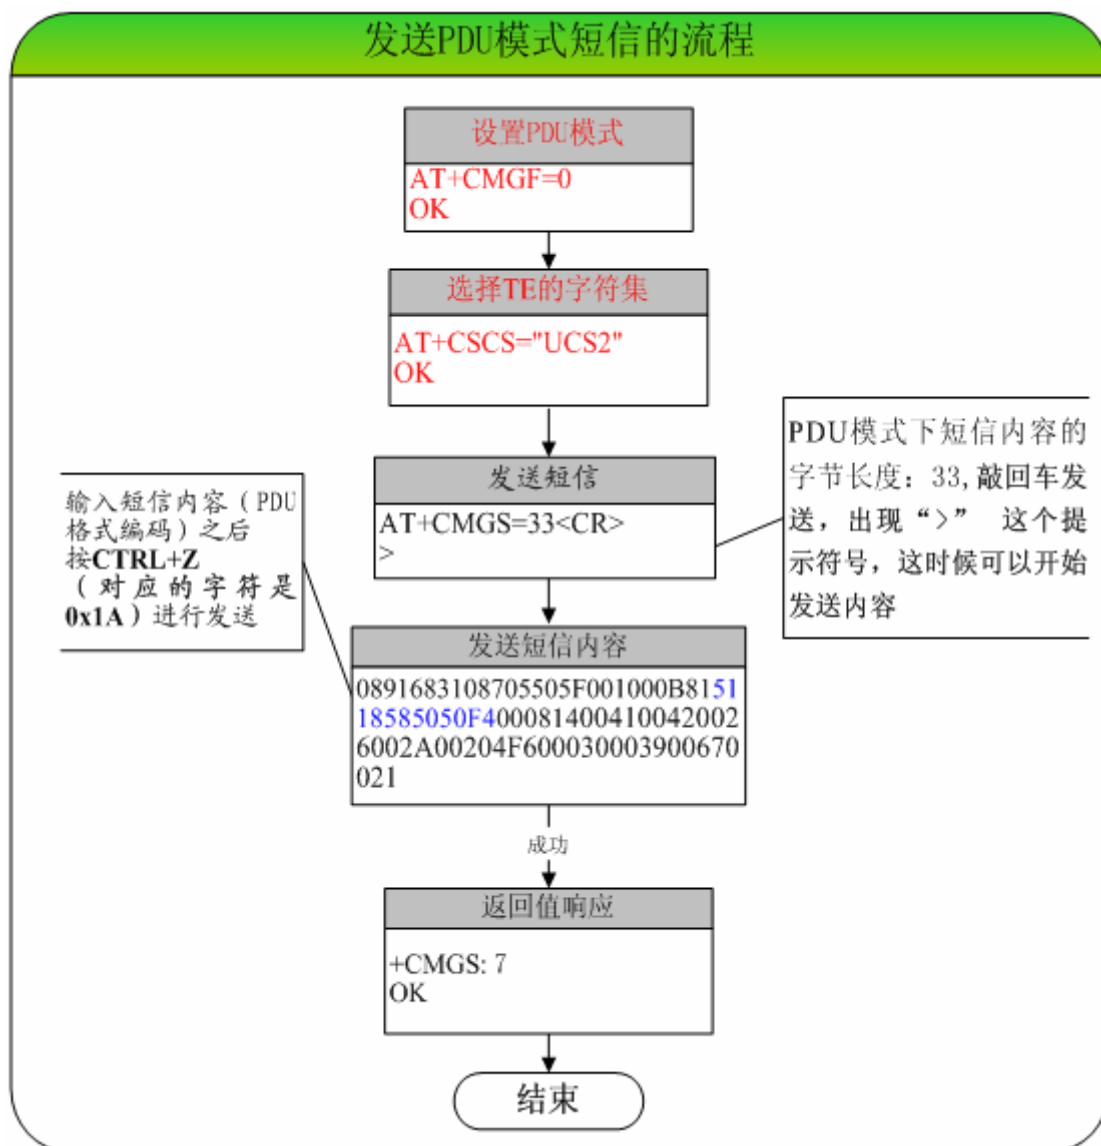 发送PDU模式短信的流程
设置PDU模式
AT+CMGF=0
OK
选择TE的字符集
AT+CSCS="UCS2"
OK
发送短信
AT+CMGS=33<CR>
>
PDU模式下短信内容的
字节长度：33,敲回车发
送，出现“>” 这个提
示符号，这时候可以开始
发送内容
输入短信内容（PDU
格式编码）之后
按CTRL+Z
（对应的字符是
0x1A）进行发送
发送短信内容
0891683108705505F001000B8151
18585050F4000814004100420002
6002A00204F6000300039006700
21
成功
返回值响应
+CMGS: 7
OK
结束